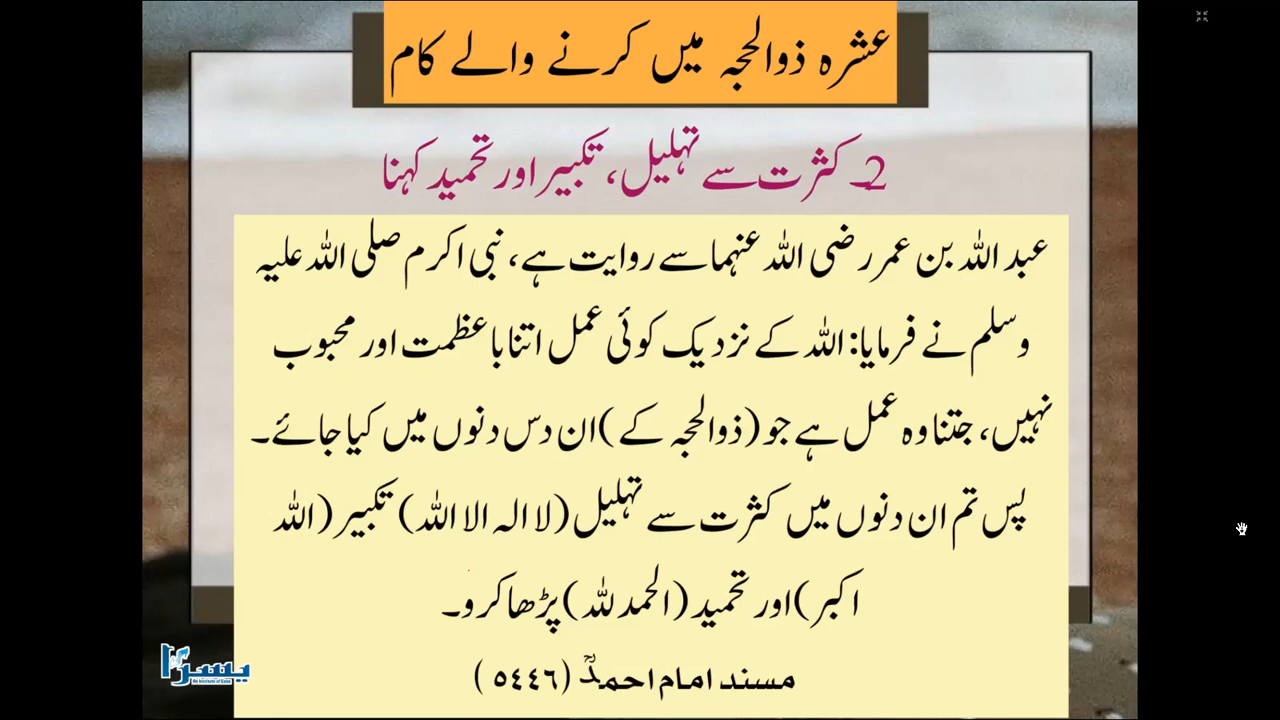 عشرہ ذوالحجہ میں کرنے والے کام
2۔ کثرت سے تہلیل، تکبیر اور تحمید کہنا
عبد اللہ بن عمر رضی اللہ عنہما سے روایت ہے، نبی اکرم صلی اللہ علیہ
وسلم نے فرمایا: اللہ کے نزدیک کوئی عمل اتنا باعظمت اور محبوب
نہیں، جتنا وہ عمل ہے جو (ذوالحجہ کے) ان دس دنوں میں کیا جائے۔
پس تم ان دنوں میں کثرت سے تہلیل (لا الہ الا اللہ) تکبیر (اللہ
اکبر) اور تحمید (الحمد للہ) پڑھا کرو۔
مسند امام احمدؒ (٥٤٤٦)
یسرا